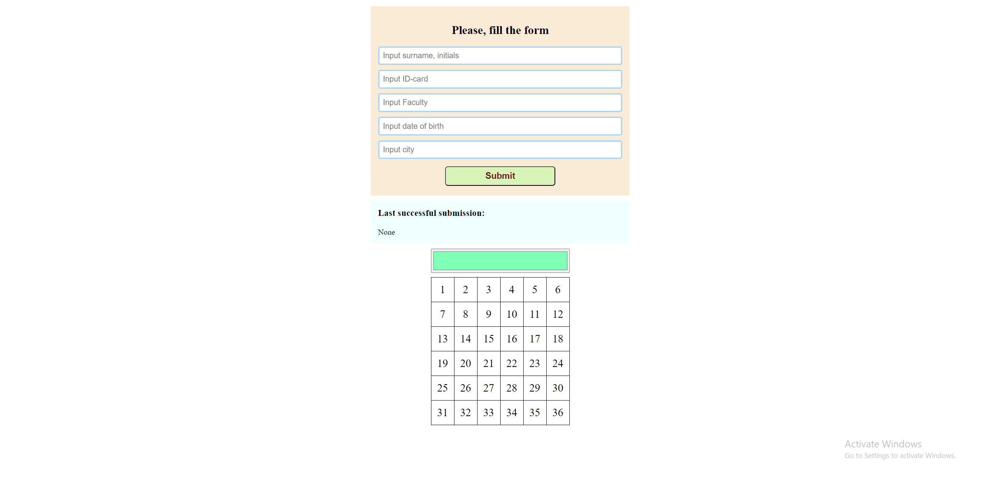 Please, fill the form
Input surname, initials
Input ID-card
Input Faculty
Input date of birth
Input city
Submit
Last successful submission:
None
1 2 3 4 5 6
7 8 9 10 11 12
13 14 15 16 17 18
19 20 21 22 23 24
25 26 27 28 29 30
31 32 33 34 35 36
Activate Windows
Go to Settings to activate Windows.